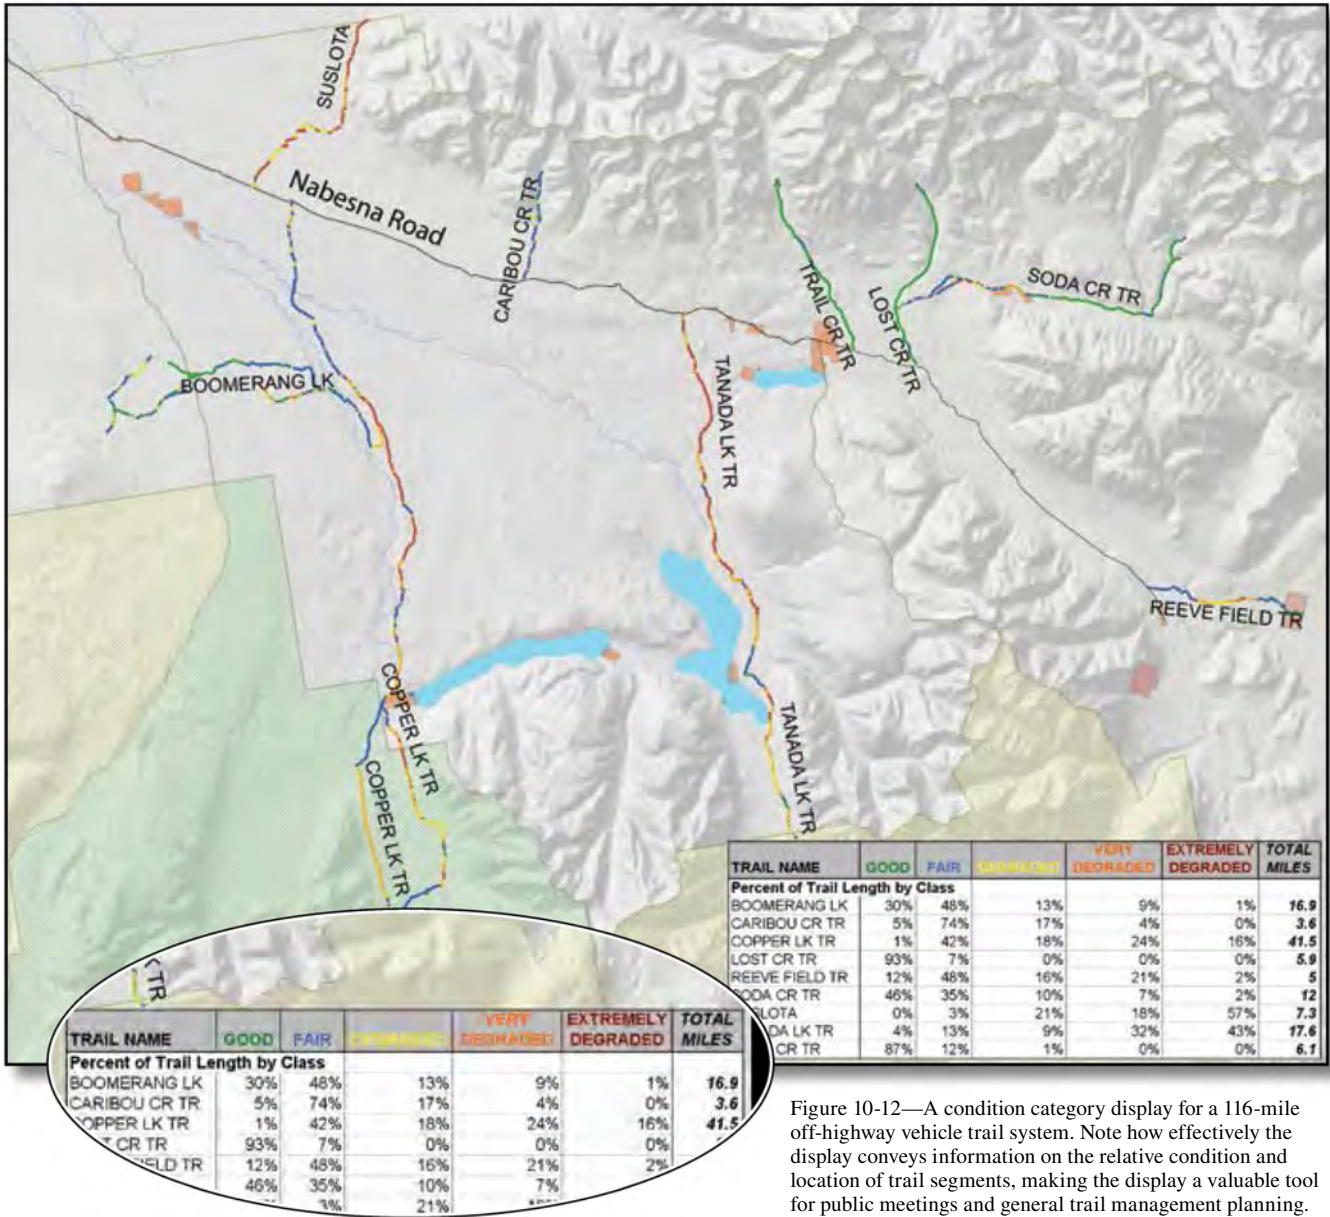 SUSLOTA
Nabesna Road
CARIBOU CR TR
TRAIL CR TR
LOST CR TR
SODA CR TR
BOOMERANG LK
TANADA LK TR
REEVE FIELD TR
COPPER LK TR
COPPER LK TR
TANADA LK TR
TRAIL NAME GOOD FAIR DEGRADED VERY DEGRADED EXTREMELY DEGRADED TOTAL MILES
Percent of Trail Length by Class
BOOMERANG LK 30% 48% 13% 9% 1% 16.9
CARIBOU CR TR 5% 74% 17% 4% 0% 3.6
COPPER LK TR 1% 42% 18% 24% 16% 41.5
LOST CR TR 93% 7% 0% 0% 0% 5.9
REEVE FIELD TR 12% 48% 16% 21% 2% 5
ODA CR TR 46% 35% 10% 7% 2% 12
LOTA 0% 3% 21% 18% 57% 7.3
DA LK TR 4% 13% 9% 32% 43% 17.6
CR TR 87% 12% 1% 0% 0% 6.1
K TR
TRAIL NAME GOOD FAIR DEGRADED VERY DEGRADED EXTREMELY DEGRADED TOTAL MILES
Percent of Trail Length by Class
BOOMERANG LK 30% 48% 13% 9% 1% 16.9
CARIBOU CR TR 5% 74% 17% 4% 0% 3.6
OPPER LK TR 1% 42% 18% 24% 16% 41.5
T CR TR 93% 7% 0% 0% 0%
IELD TR 12% 48% 16% 21% 2%
46% 35% 10% 7%
3% 21%
Figure 10-12—A condition category display for a 116-mile
off-highway vehicle trail system. Note how effectively the
display conveys information on the relative condition and
location of trail segments, making the display a valuable tool
for public meetings and general trail management planning.